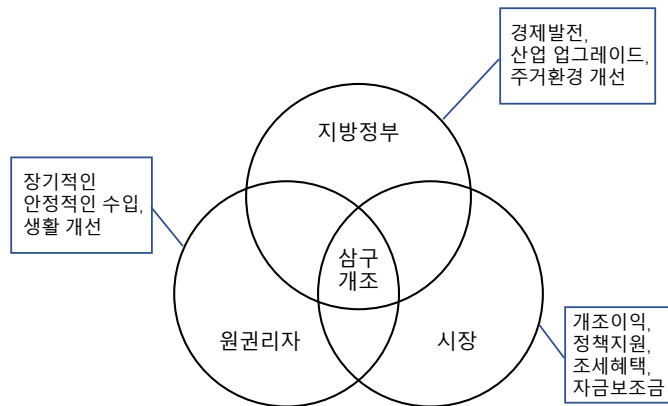 경제발전,
산업 업그레이드,
주거환경 개선
지방정부
장기적인
안정적인 수입,
생활 개선
삼구
개조
원권리자
시장
개조이익,
정책지원,
조세혜택,
자금보조금